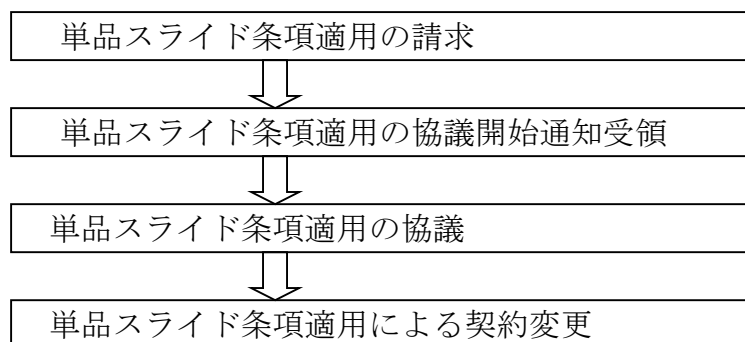 単品スライド条項適用の請求
単品スライド条項適用の協議開始通知受領
単品スライド条項適用の協議
単品スライド条項適用による契約変更